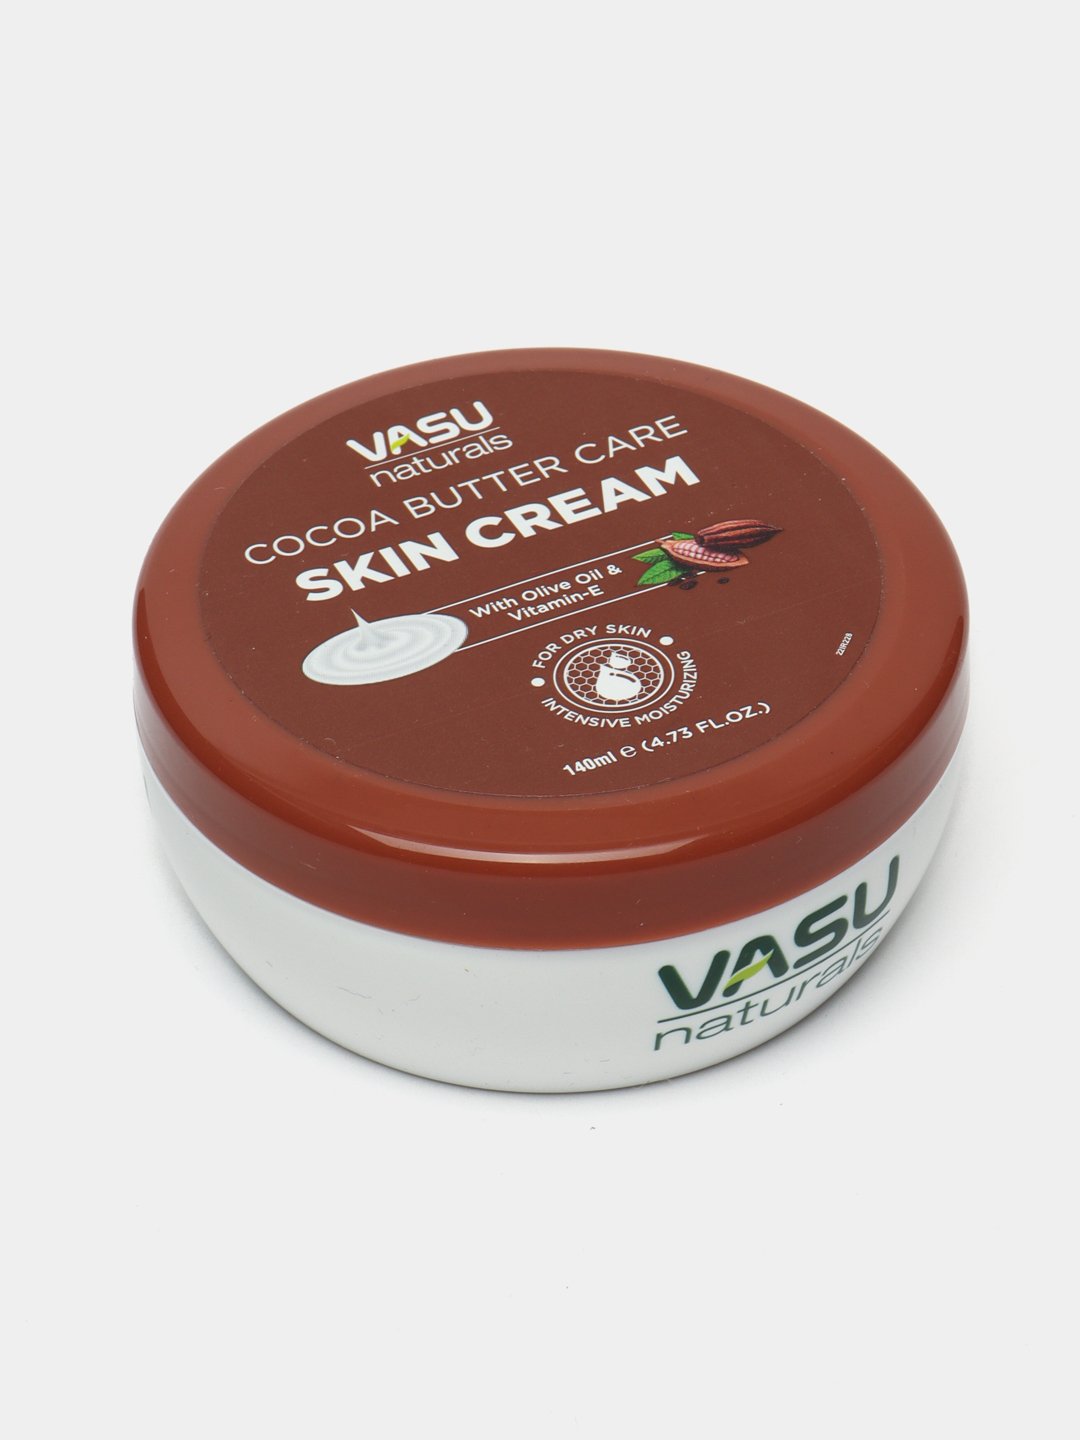 VASU
naturals
COCOA BUTTER CARE
SKIN CREAM
With Olive Oil &
Vitamin-E
FOR DRY SKIN
INTENSIVE MOISTURIZING
140ml e (4.73 FL.OZ.)
VASU
naturals